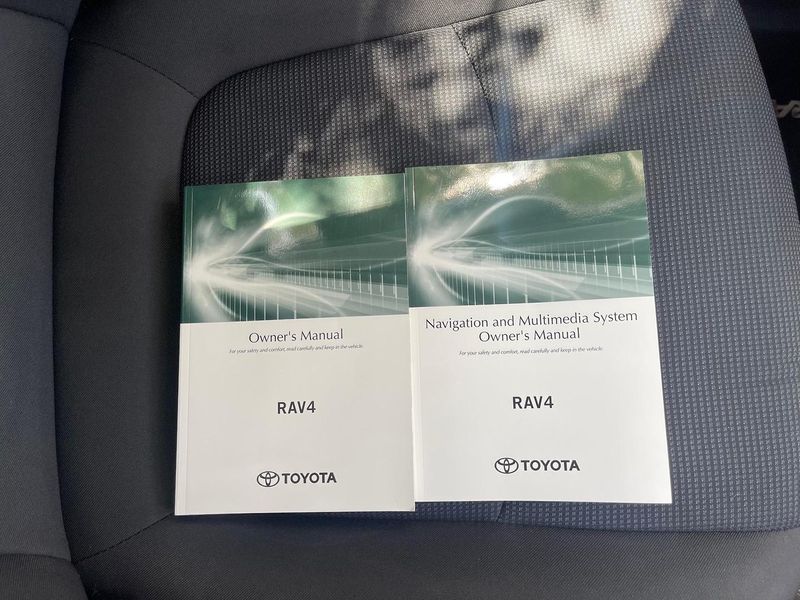 Owner's Manual
For your safety and comfort, read carefully and keep in the vehicle.
RAV4
TOYOTA
Navigation and Multimedia System
Owner's Manual
For your safety and comfort, read carefully and keep in the vehicle.
RAV4
TOYOTA